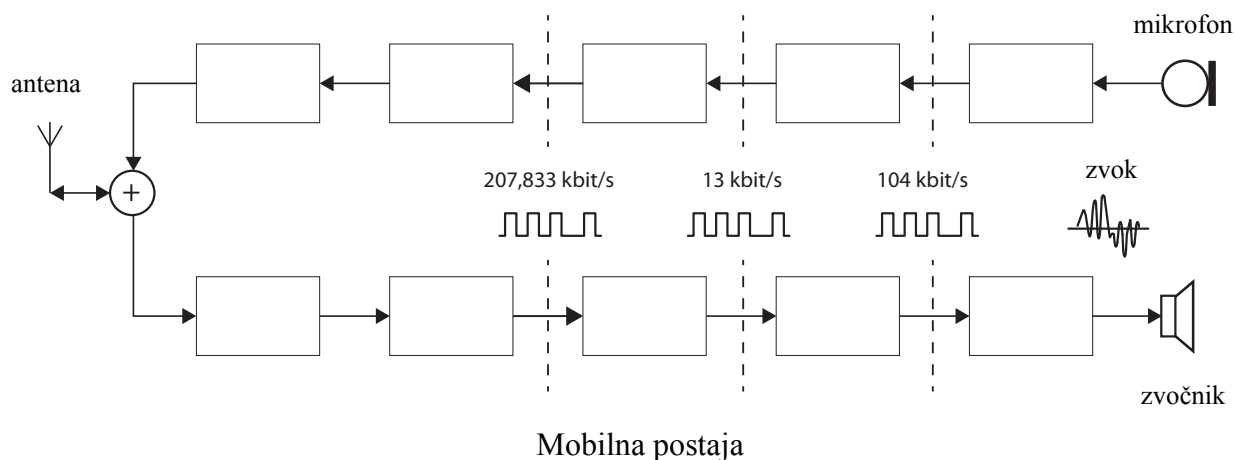 mikrofon
antena
207,833 kbit/s
13 kbit/s
104 kbit/s
zvok
+
zvočnik
Mobilna postaja